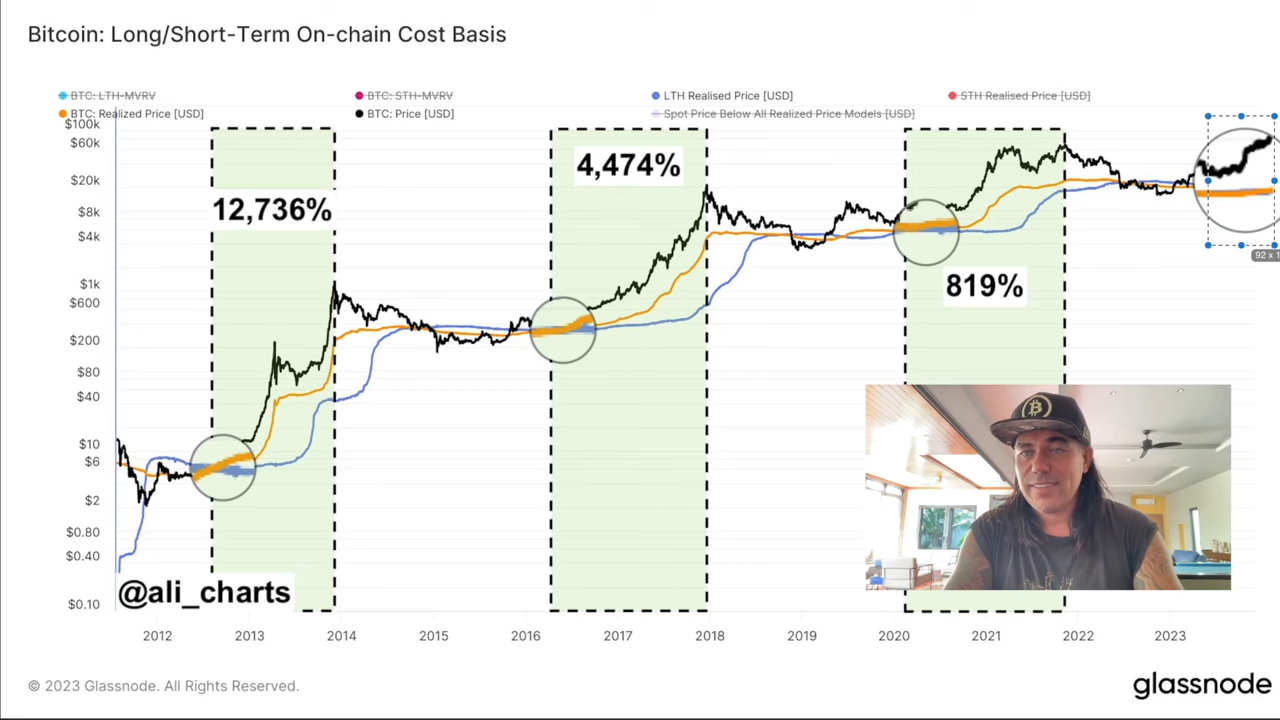 Bitcoin: Long/Short-Term On-chain Cost Basis
BTC: LTH-MVRV
BTC: STH-MVRV
LTH Realised Price [USD]
STH Realised Price [USD]
BTC: Realized Price [USD]
BTC: Price [USD]
Spot Price Below All Realized Price Models [USD]
$100k
$60k
$20k
$8k
$4k
$1k
$600
$200
$80
$40
$10
$6
$2
$0.80
$0.40
$0.10
12,736%
4,474%
819%
92 x 1
@ali_charts
2012 2013 2014 2015 2016 2017 2018 2019 2020 2021 2022 2023
© 2023 Glassnode. All Rights Reserved.
glassnode